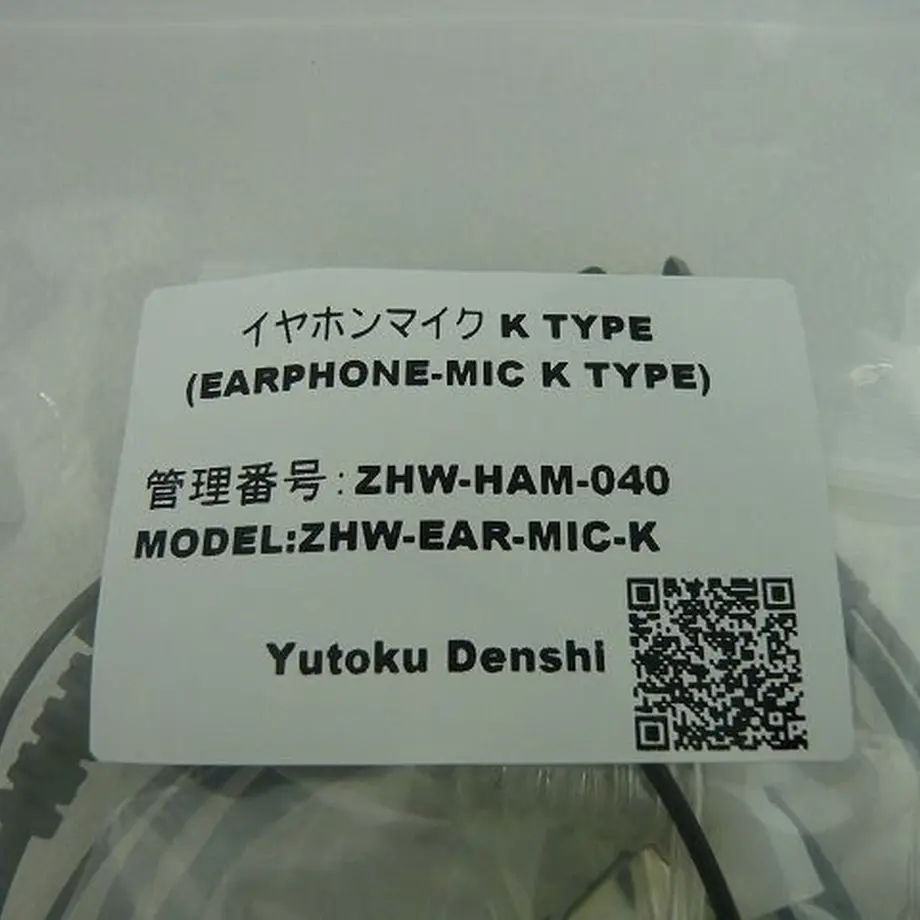 イヤホンマイク K TYPE
(EARPHONE-MIC K TYPE)
管理番号:ZHW-HAM-040
MODEL:ZHW-EAR-MIC-K
Yutoku Denshi